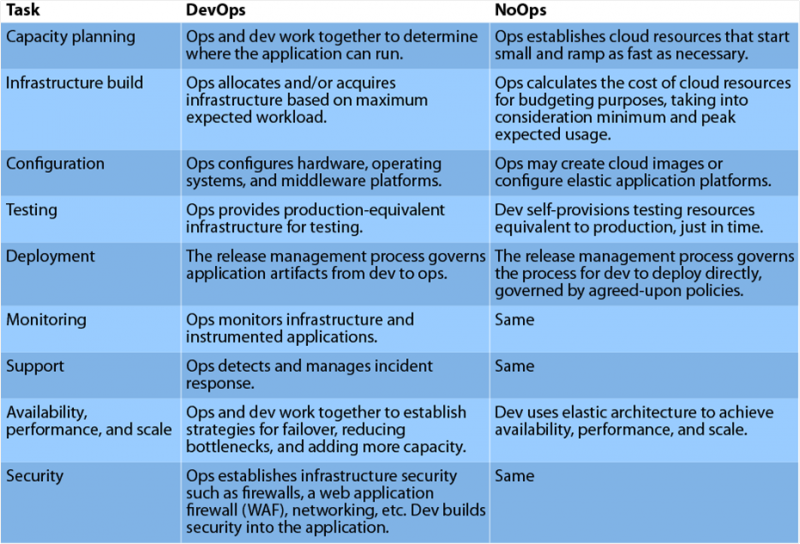 Task DevOps NoOps
Capacity planning
Ops and dev work together to determine
where the application can run.
Ops establishes cloud resources that start
small and ramp as fast as necessary.
Infrastructure build
Ops allocates and/or acquires
infrastructure based on maximum
expected workload.
Ops calculates the cost of cloud resources
for budgeting purposes, taking into
consideration minimum and peak
expected usage.
Configuration
Ops configures hardware, operating
systems, and middleware platforms.
Ops may create cloud images or
configure elastic application platforms.
Testing
Ops provides production-equivalent
infrastructure for testing.
Dev self-provisions testing resources
equivalent to production, just in time.
Deployment
The release management process governs
application artifacts from dev to ops.
The release management process governs
the process for dev to deploy directly,
governed by agreed-upon policies.
Monitoring
Ops monitors infrastructure and
instrumented applications.
Same
Support
Ops detects and manages incident
response.
Same
Availability,
performance, and scale
Ops and dev work together to establish
strategies for failover, reducing
bottlenecks, and adding more capacity.
Dev uses elastic architecture to achieve
availability, performance, and scale.
Security
Ops establishes infrastructure security
such as firewalls, a web application
firewall (WAF), networking, etc. Dev builds
security into the application.
Same